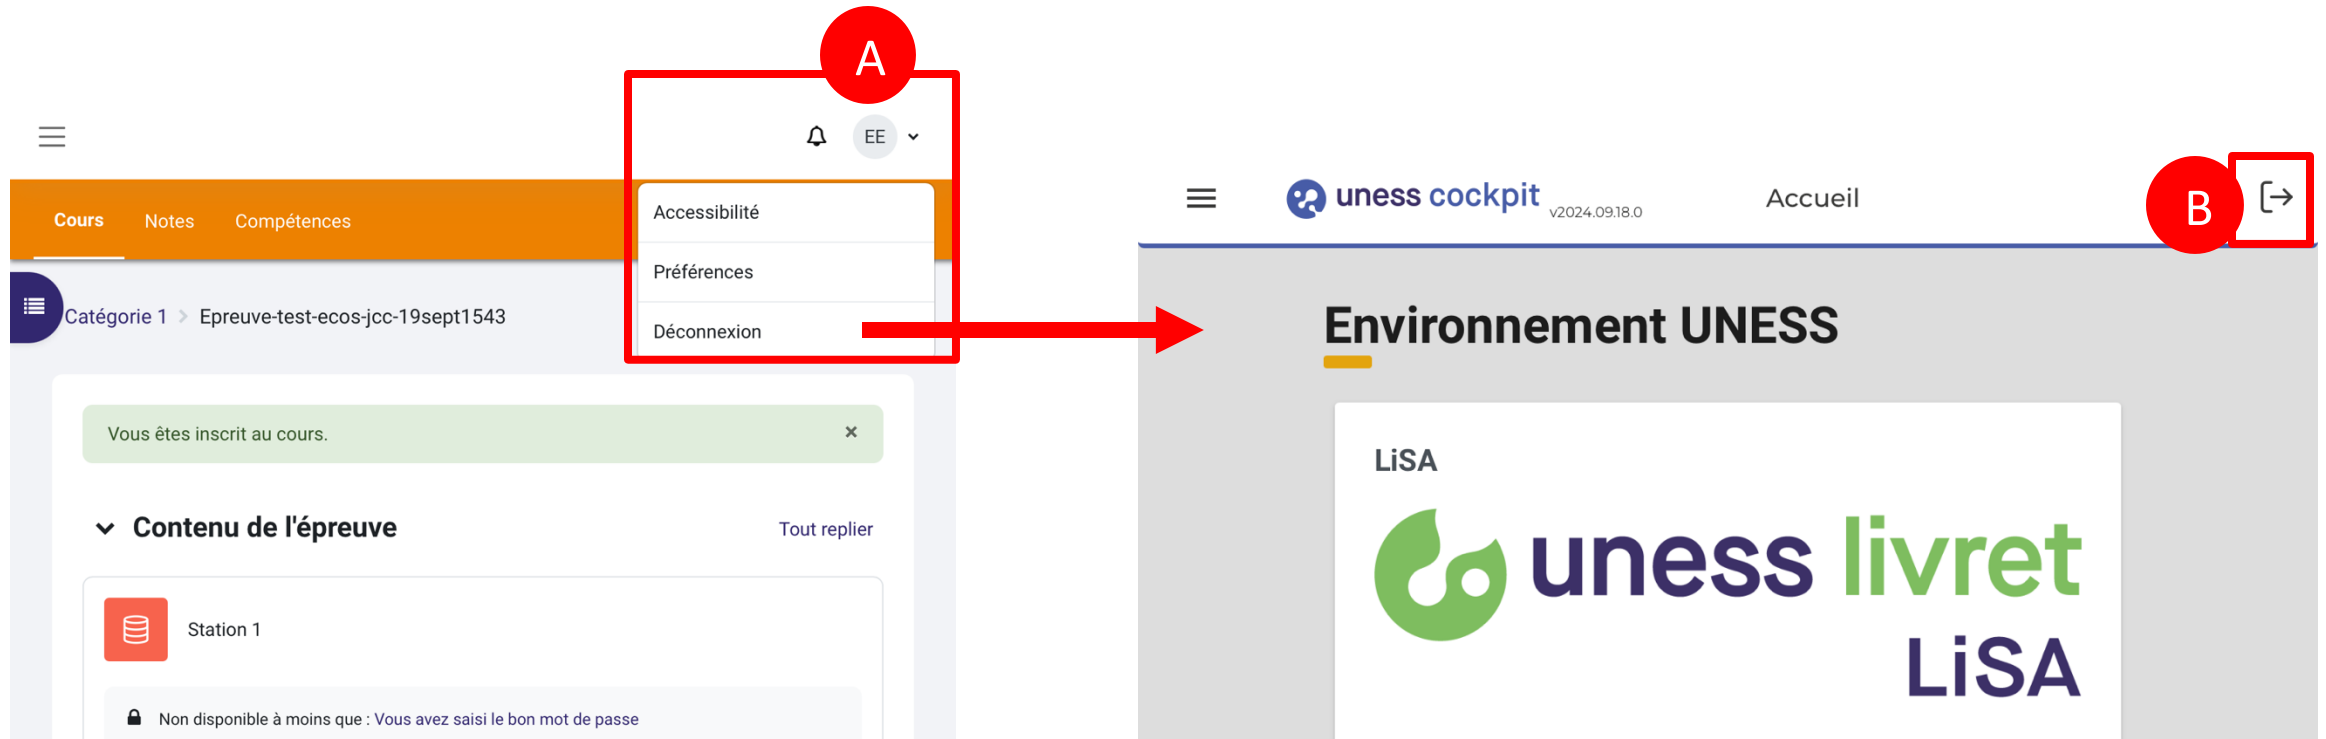 A
EE
Cours Notes Compétences
Accessibilité
Préférences
Déconnexion
Catégorie 1 > Epreuve-test-ecos-jcc-19sept1543
Vous êtes inscrit au cours. ×
Contenu de l'épreuve Tout replier
Station 1
Non disponible à moins que : Vous avez saisi le bon mot de passe
uness cockpit v2024.09.18.0 Accueil
B
Environnement UNESS
LiSA
uness livret
LiSA